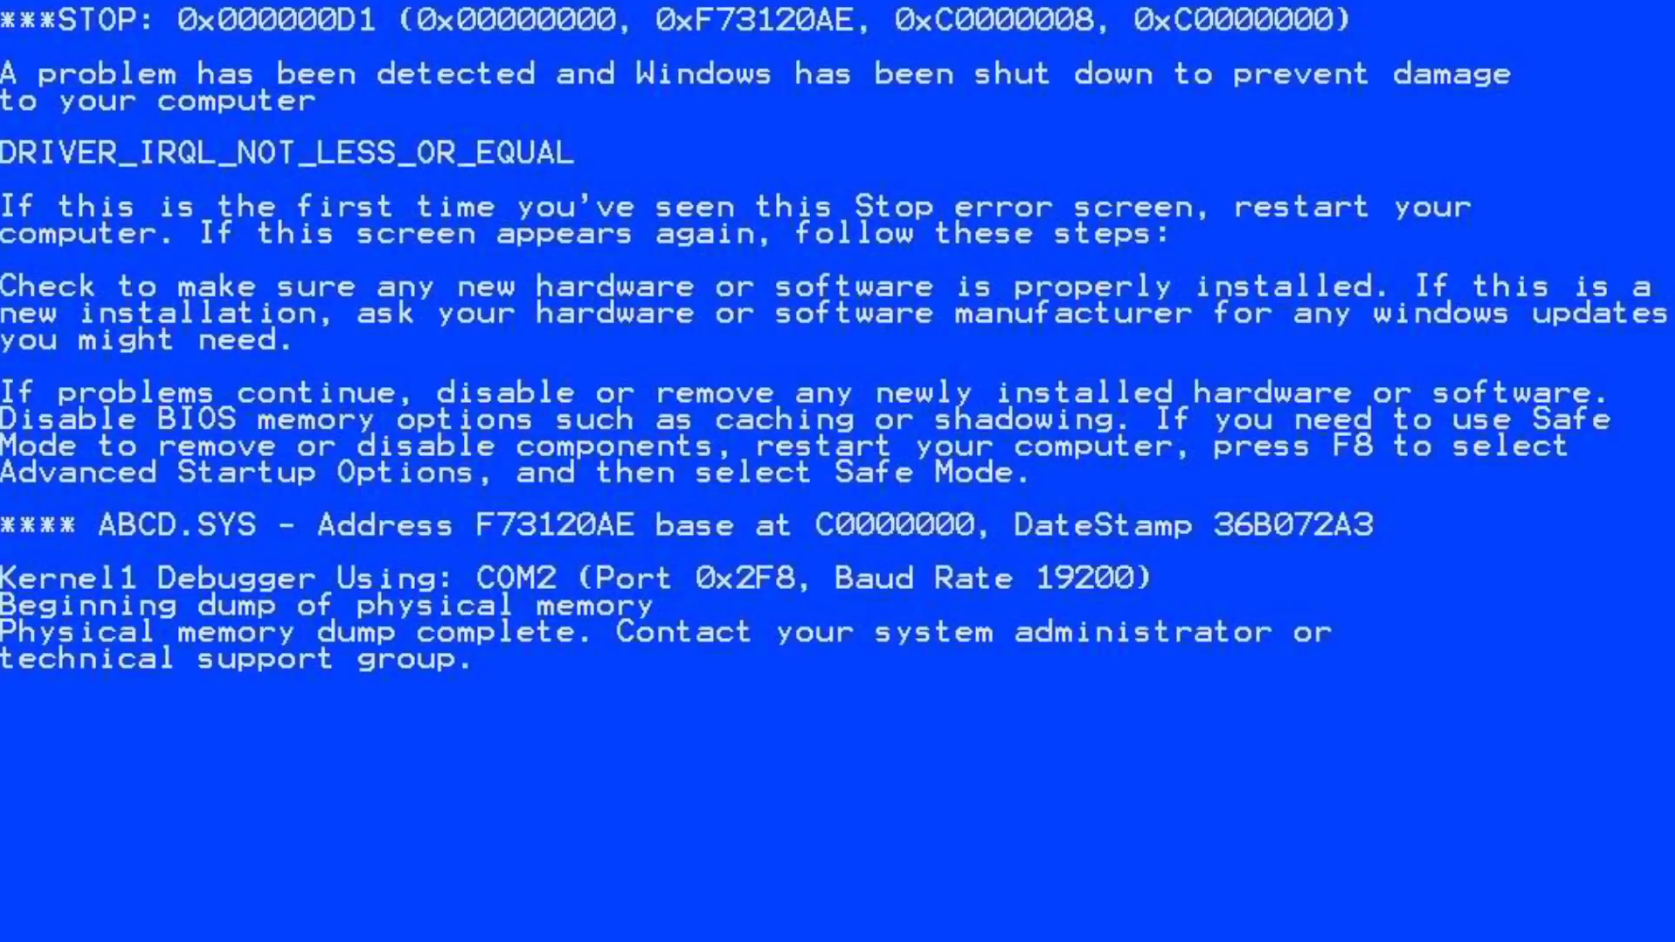 ***STOP: 0x000000D1 (0x00000000, 0xF73120AE, 0xC0000008, 0xC0000000)
A problem has been detected and Windows has been shut down to prevent damage
to your computer
DRIVER_IRQL_NOT_LESS_OR_EQUAL
If this is the first time you've seen this Stop error screen, restart your
computer. If this screen appears again, follow these steps:
Check to make sure any new hardware or software is properly installed. If this is a
new installation, ask your hardware or software manufacturer for any windows updates
you might need.
If problems continue, disable or remove any newly installed hardware or software.
Disable BIOS memory options such as caching or shadowing. If you need to use Safe
Mode to remove or disable components, restart your computer, press F8 to select
Advanced Startup Options, and then select Safe Mode.
**** ABCD.SYS - Address F73120AE base at C0000000, DateStamp 36B072A3
Kernel1 Debugger Using: COM2 (Port 0x2F8, Baud Rate 19200)
Beginning dump of physical memory
Physical memory dump complete. Contact your system administrator or
technical support group.